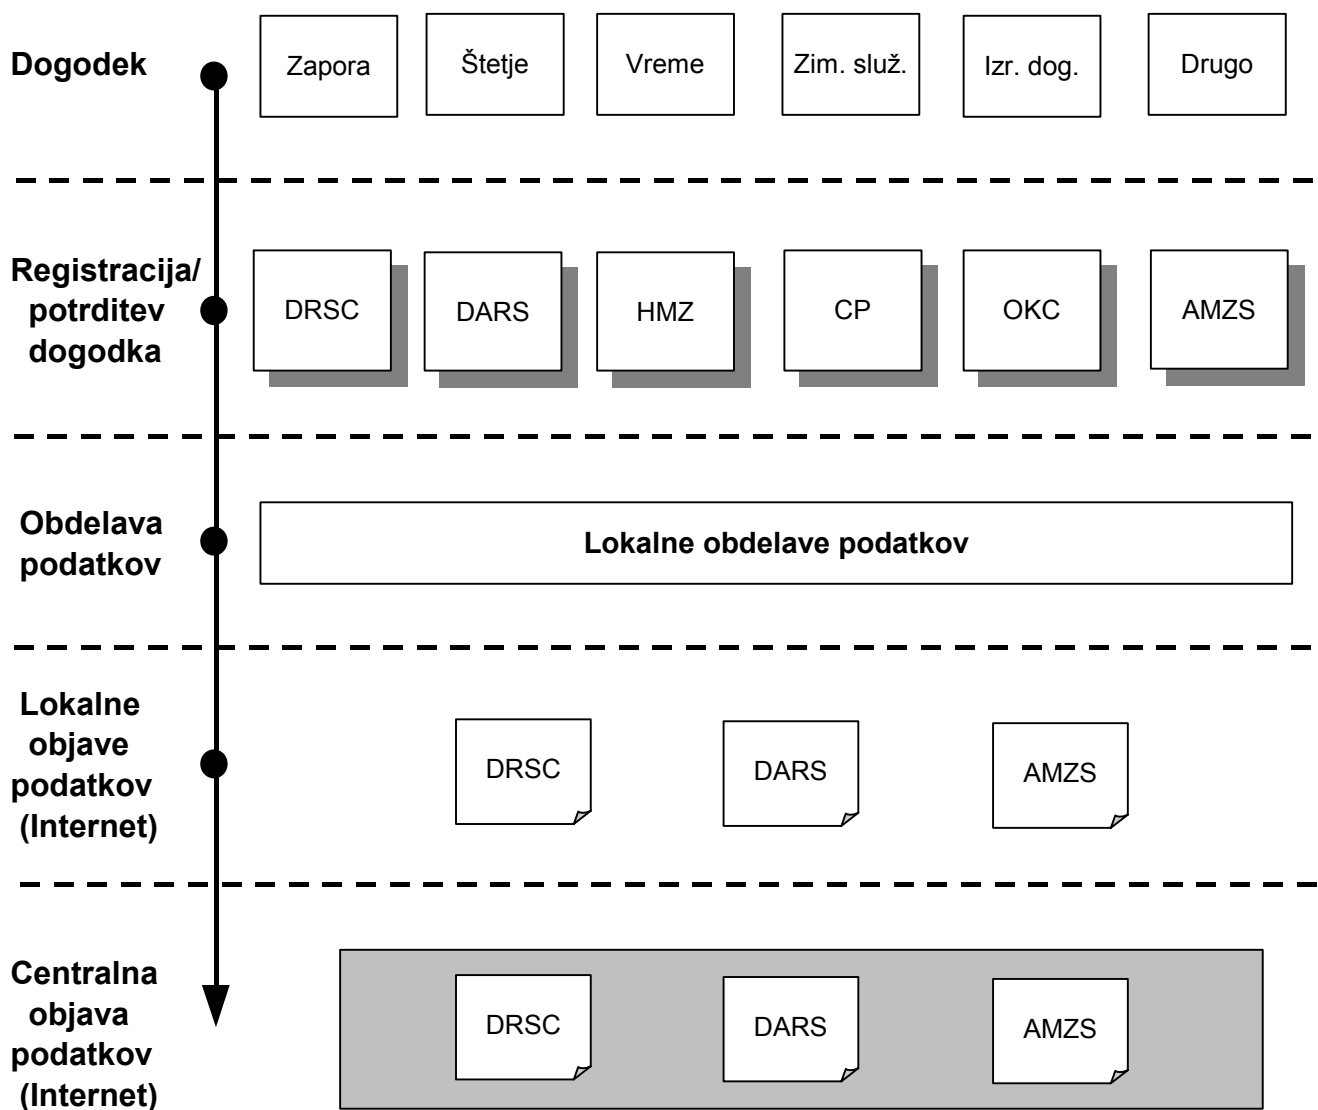 Dogodek
Zapora
Štetje
Vreme
Zim. služ.
Izr. dog.
Drugo
Registracija/
potrditev
dogodka
DRSC
DARS
HMZ
CP
OKC
AMZS
Obdelava
podatkov
Lokalne obdelave podatkov
Lokalne
objave
podatkov
(Internet)
DRSC
DARS
AMZS
Centralna
objava
podatkov
(Internet)
DRSC
DARS
AMZS